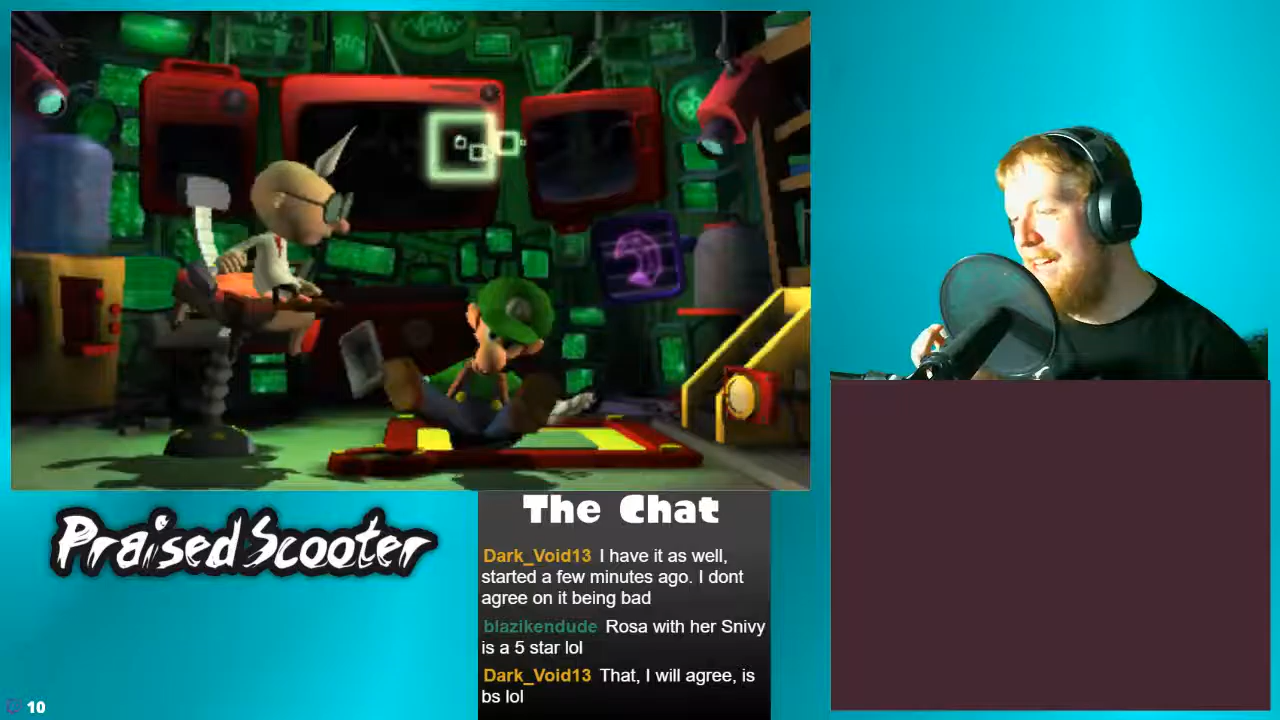 Praised Scooter
The Chat
Dark_Void13 I have it as well,
started a few minutes ago. I dont
agree on it being bad
blazikendude Rosa with her Snivy
is a 5 star lol
Dark_Void13 That, I will agree, is
bs lol
10